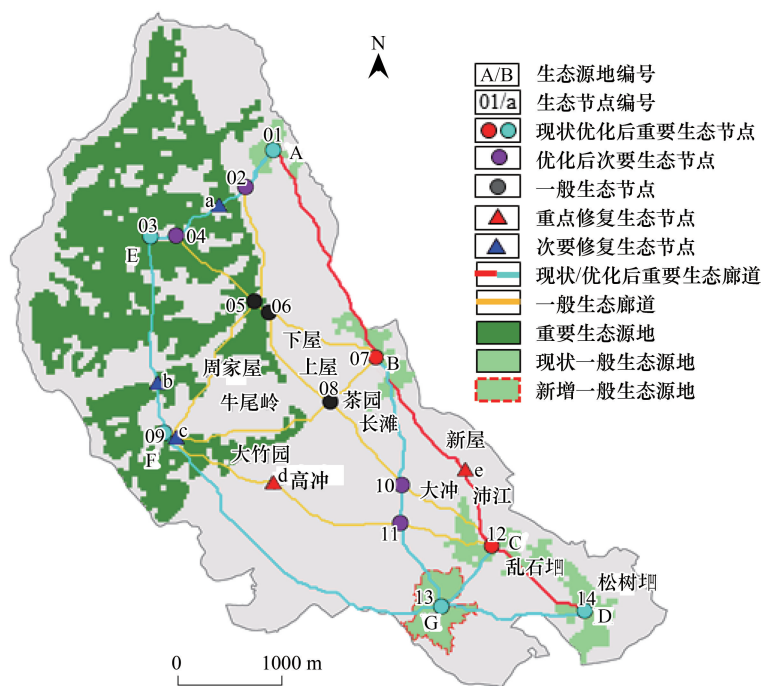 N
A/B 生态源地编号
01/a 生态节点编号
现状优化后重要生态节点
优化后次要生态节点
一般生态节点
重点修复生态节点
次要修复生态节点
现状/优化后重要生态廊道
一般生态廊道
重要生态源地
现状一般生态源地
新增一般生态源地
01
A
02
a
03
04
E
05
06
下屋
07
B
周家屋
上屋
b
08
茶园
牛尾岭
长滩
09
c
F
新屋
大竹园
e
d
高冲
10
大冲
沛江
11
12
C
乱石垇
13
14
松树垇
G
D
0
1000 m